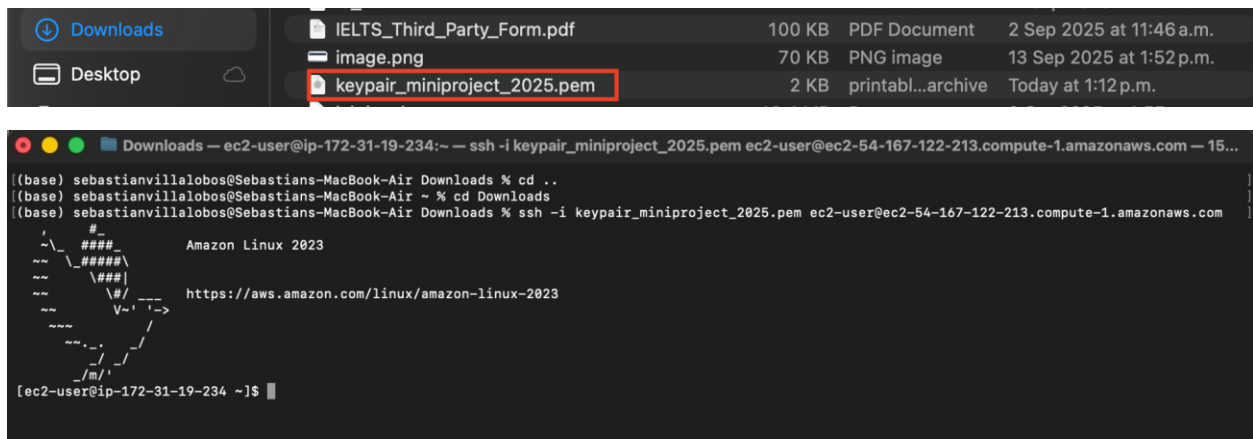 Downloads
IELTS_Third_Party_Form.pdf 100 KB PDF Document 2 Sep 2025 at 11:46 a.m.
image.png 70 KB PNG image 13 Sep 2025 at 1:52 p.m.
Desktop
keypair_miniproject_2025.pem 2 KB printabl...archive Today at 1:12 p.m.
Downloads — ec2-user@ip-172-31-19-234:~ — ssh -i keypair_miniproject_2025.pem ec2-user@ec2-54-167-122-213.compute-1.amazonaws.com — 15...
[(base) sebastianvillalobos@Sebastians-MacBook-Air Downloads % cd .. ]
[(base) sebastianvillalobos@Sebastians-MacBook-Air ~ % cd Downloads ]
[(base) sebastianvillalobos@Sebastians-MacBook-Air Downloads % ssh -i keypair_miniproject_2025.pem ec2-user@ec2-54-167-122-213.compute-1.amazonaws.com ]
   ,     #_
   ~\_  ####_        Amazon Linux 2023
  ~~  \_#####\
  ~~     \###|
  ~~       \#/ ___   https://aws.amazon.com/linux/amazon-linux-2023
   ~~       V~' '->
    ~~~         /
      ~~._.   _/
         _/ _/
       _/m/'
[ec2-user@ip-172-31-19-234 ~]$